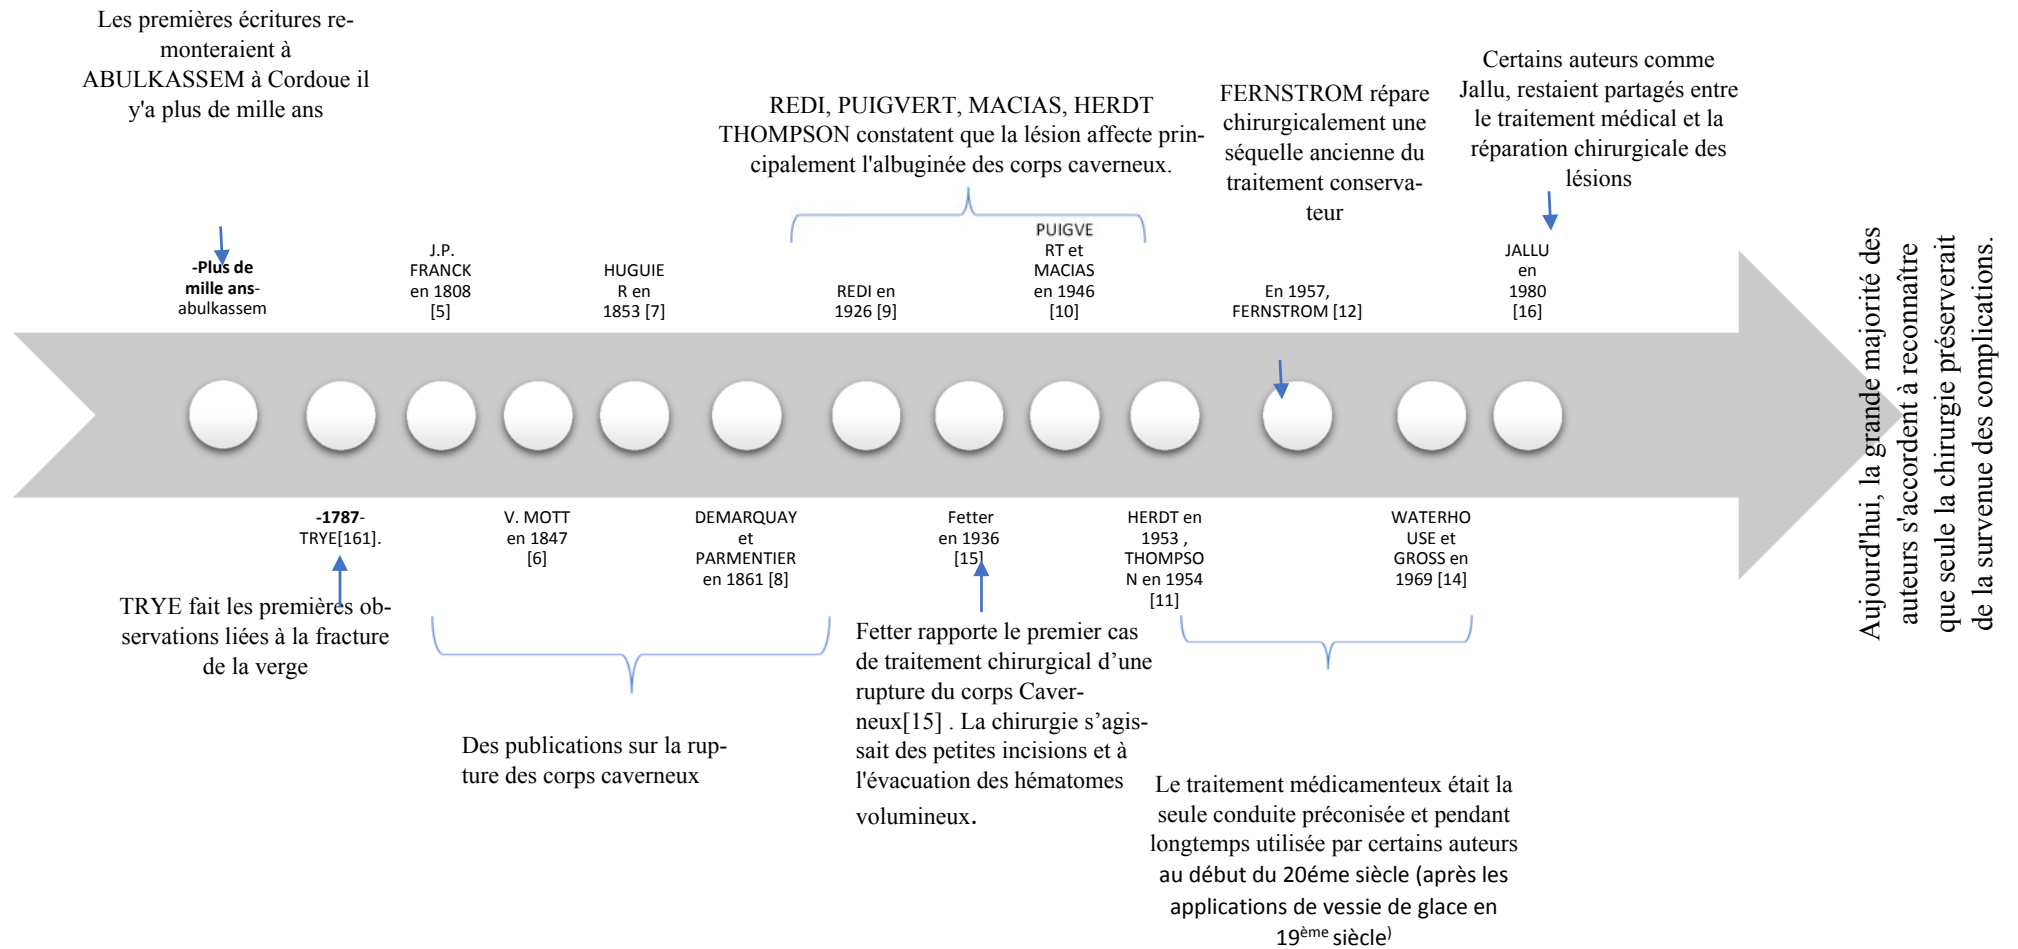 Les premières écritures re-
monteraient à
ABULKASSEM à Cordoue il
y'a plus de mille ans
REDI, PUIGVERT, MACIAS, HERDT
THOMPSON constatent que la lésion affecte prin-
cipalement l'albuginée des corps caverneux.
FERNSTROM répare
chirurgicalement une
séquelle ancienne du
traitement conserva-
teur
Certains auteurs comme
Jallu, restaient partagés entre
le traitement médical et la
réparation chirurgicale des
lésions
-Plus de
mille ans-
abulkassem
J.P.
FRANCK
en 1808
[5]
HUGUIE
R en
1853 [7]
REDI en
1926 [9]
PUIGVE
RT et
MACIAS
en 1946
[10]
En 1957,
FERNSTROM [12]
JALLU
en
1980
[16]
-1787-
TRYE[161].
V. MOTT
en 1847
[6]
DEMARQUAY
et
PARMENTIER
en 1861 [8]
Fetter
en 1936
[15]
HERDT en
1953 ,
THOMPSO
N en 1954
[11]
WATERHO
USE et
GROSS en
1969 [14]
TRYE fait les premières ob-
servations liées à la fracture
de la verge
Des publications sur la rup-
ture des corps caverneux
Fetter rapporte le premier cas
de traitement chirurgical d’une
rupture du corps Caver-
neux[15] . La chirurgie s’agis-
sait des petites incisions et à
l'évacuation des hématomes
volumineux.
Le traitement médicamenteux était la
seule conduite préconisée et pendant
longtemps utilisée par certains auteurs
au début du 20éme siècle (après les
applications de vessie de glace en
19ème siècle)
Aujourd'hui, la grande majorité des
auteurs s'accordent à reconnaître
que seule la chirurgie préserverait
de la survenue des complications.